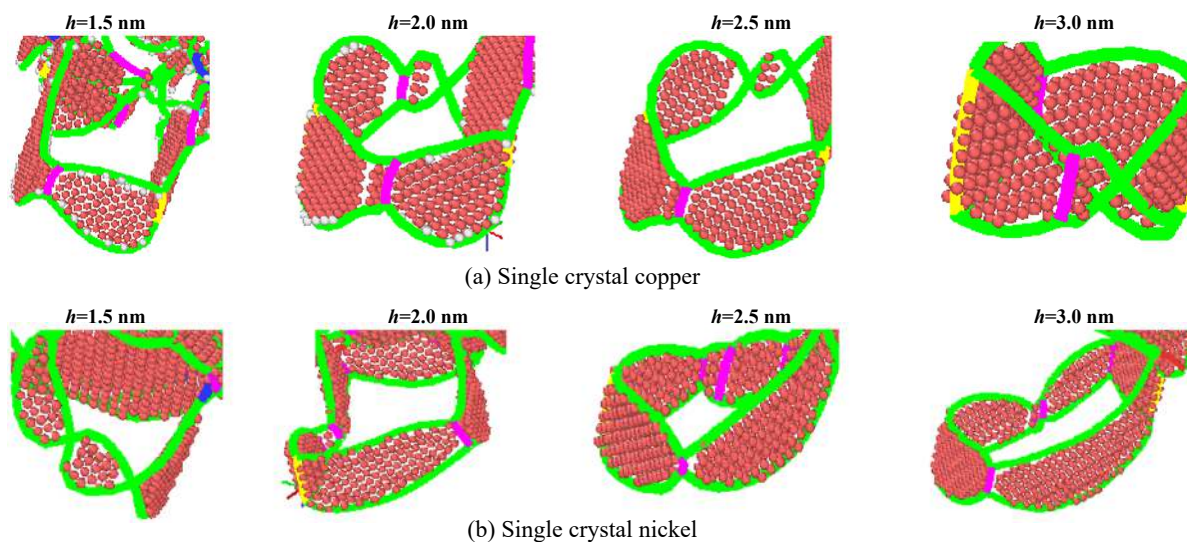 h=1.5 nm h=2.0 nm h=2.5 nm h=3.0 nm
(a) Single crystal copper
h=1.5 nm h=2.0 nm h=2.5 nm h=3.0 nm
(b) Single crystal nickel